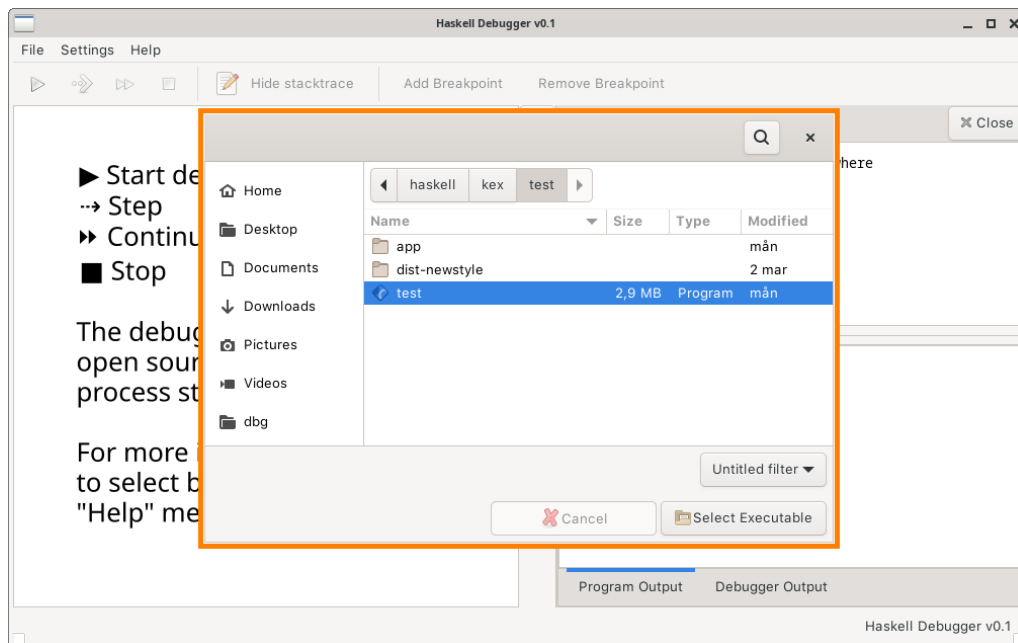 Haskell Debugger v0.1
File Settings Help
Hide stacktrace Add Breakpoint Remove Breakpoint
Close
▶ Start de
⇢ Step
⏩ Continu
■ Stop
The debug
open sour
process st
For more i
to select b
"Help" me
here
haskell kex test
Home
Desktop
Documents
Downloads
Pictures
Videos
dbg
Name Size Type Modified
app mån
dist-newstyle 2 mar
test 2,9 MB Program mån
Untitled filter
Cancel Select Executable
Program Output Debugger Output
Haskell Debugger v0.1